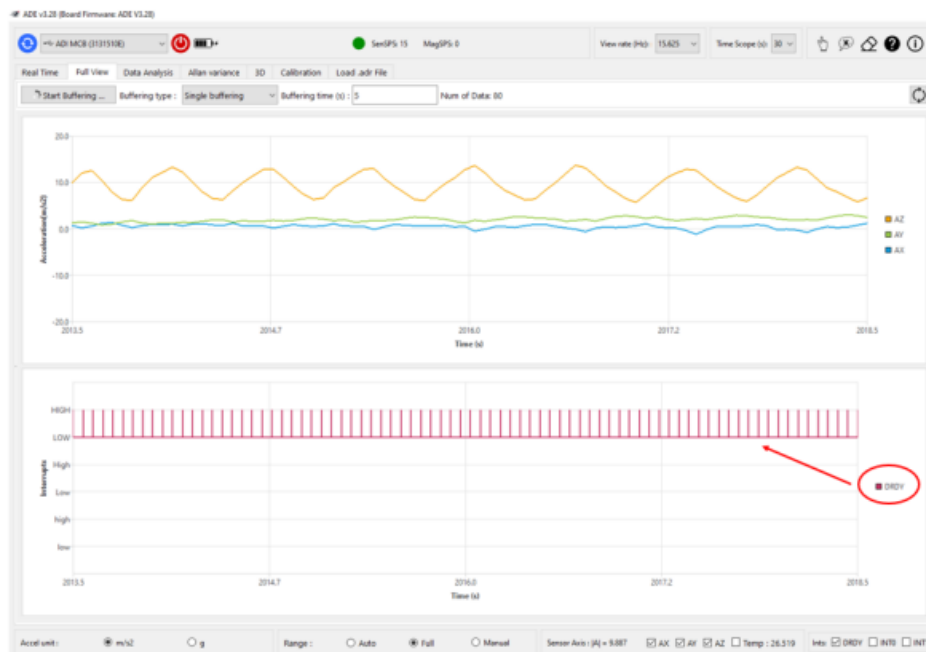 ADE v3.28 (Board Firmware: ADE V3.28)
ADI MCB (3131510E) SenSPS: 15 MagSPS: 0 View rate (Hz): 15.625 Time Scope (s): 30
Real Time Full View Data Analysis Allan variance 3D Calibration Load .adr File
Start Buffering ... Buffering type : Single buffering Buffering time (s) : 5 Num of Data: 80
20.0
10.0
0.0
-10.0
-20.0
Acceleration(m/s2)
AZ
AY
AX
2013.5 2014.7 2016.0 2017.2 2018.5
Time (s)
HIGH
LOW
High
Low
high
low
Interrupts
DRDY
2013.5 2014.7 2016.0 2017.2 2018.5
Time (s)
Accel unit : m/s2 g Range : Auto Full Manual Sensor Axis : |A| = 9.887 AX AY AZ Temp : 26.519 Ints: DRDY INT0 INT